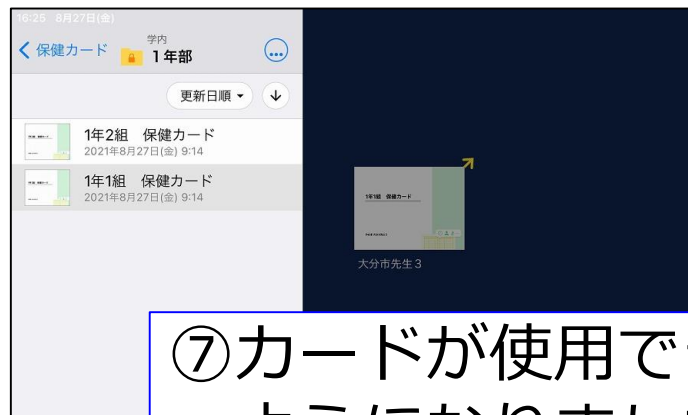 16:25 8月27日(金)
保健カード
学内
1年部
更新日順
1年2組 保健カード
2021年8月27日(金) 9:14
1年1組 保健カード
2021年8月27日(金) 9:14
1年1組 保健カード
大分市先生3
⑦カードが使用で